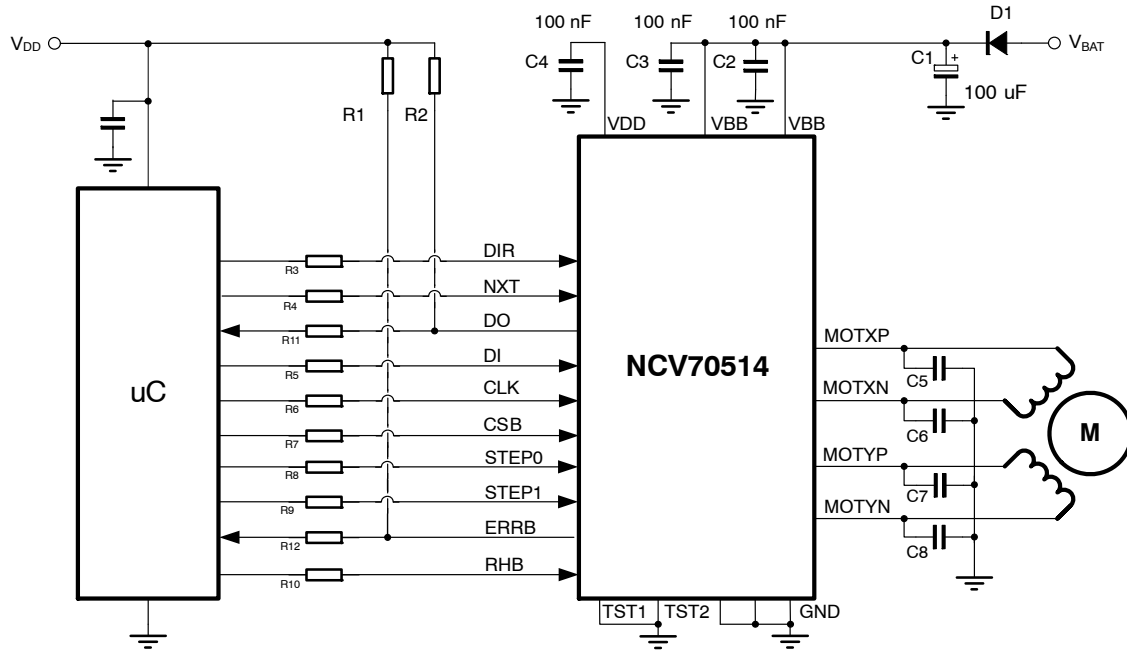 100 nF 100 nF 100 nF D1
VDD C4 C3 C2 C1 + VBAT
R1 R2 100 uF
VDD VBB VBB
R3 DIR
R4 NXT
R11 DO
R5 DI
R6 CLK
R7 CSB
R8 STEP0
R9 STEP1
R12 ERRB
R10 RHB
uC
NCV70514
MOTXP
C5
MOTXN
C6
M
MOTYP
C7
MOTYN
C8
TST1 TST2 GND